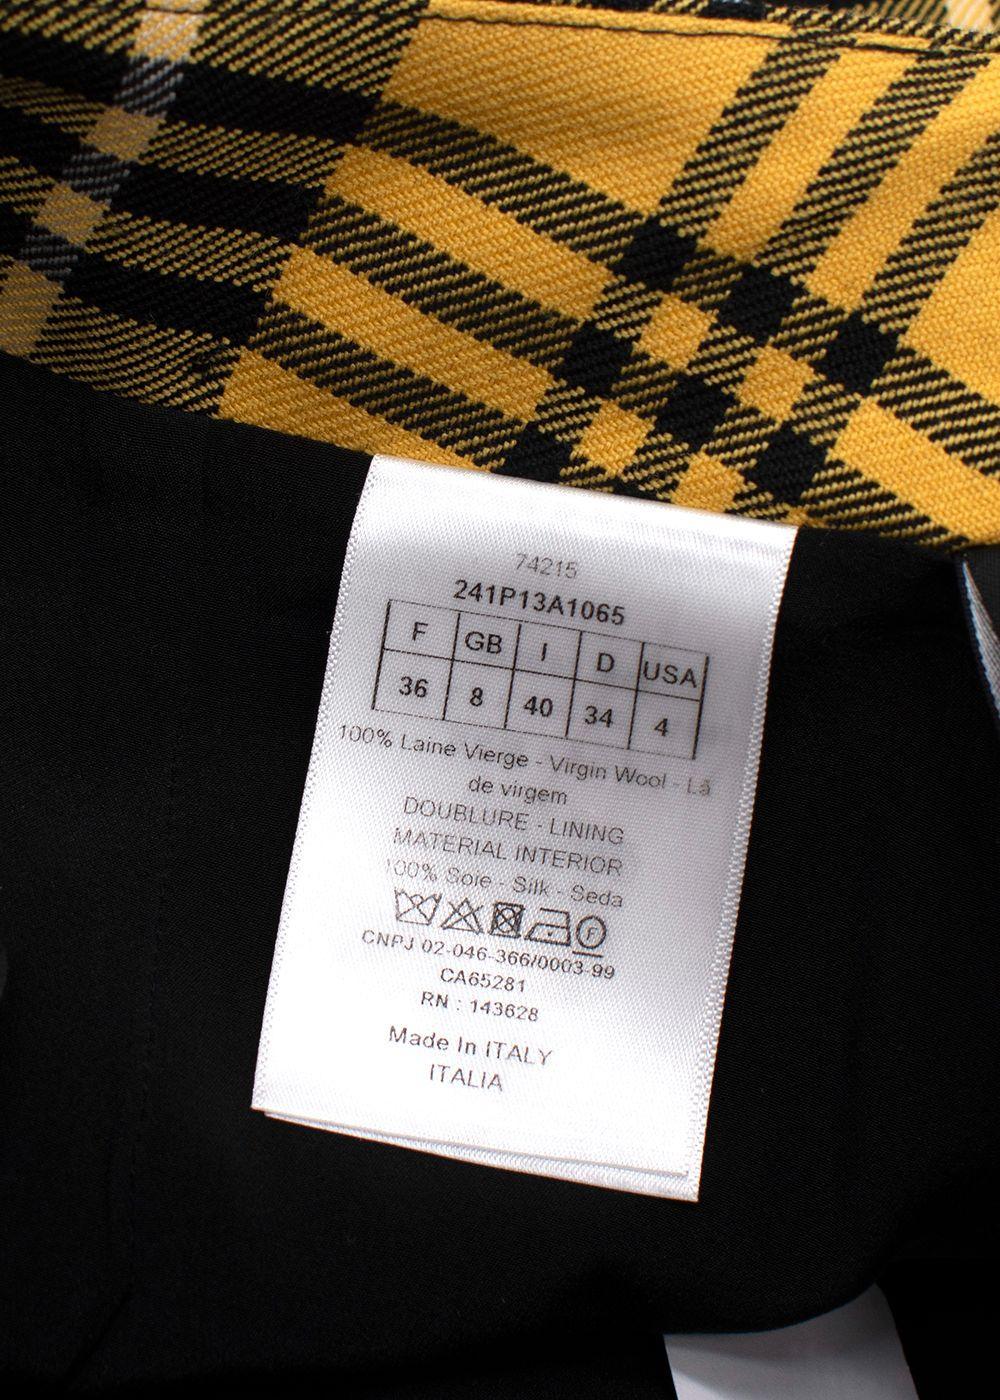 74215
241P13A1065
F GB I D USA
36 8 40 34 4
100% Laine Vierge - Virgin Wool - Lã
de virgem
DOUBLURE - LINING
MATERIAL INTERIOR
100% Soie - Silk - Seda
F
CNPJ 02-046-366/0003-99
CA65281
RN : 143628
Made In ITALY
ITALIA